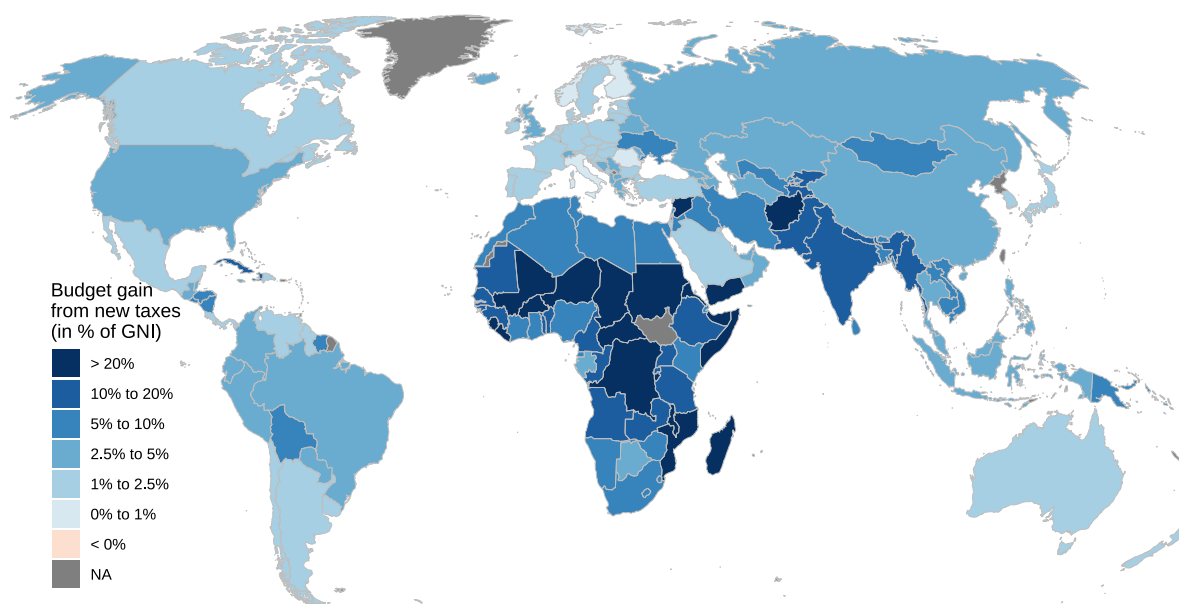 Budget gain
from new taxes
(in % of GNI)
> 20%
10% to 20%
5% to 10%
2.5% to 5%
1% to 2.5%
0% to 1%
< 0%
NA